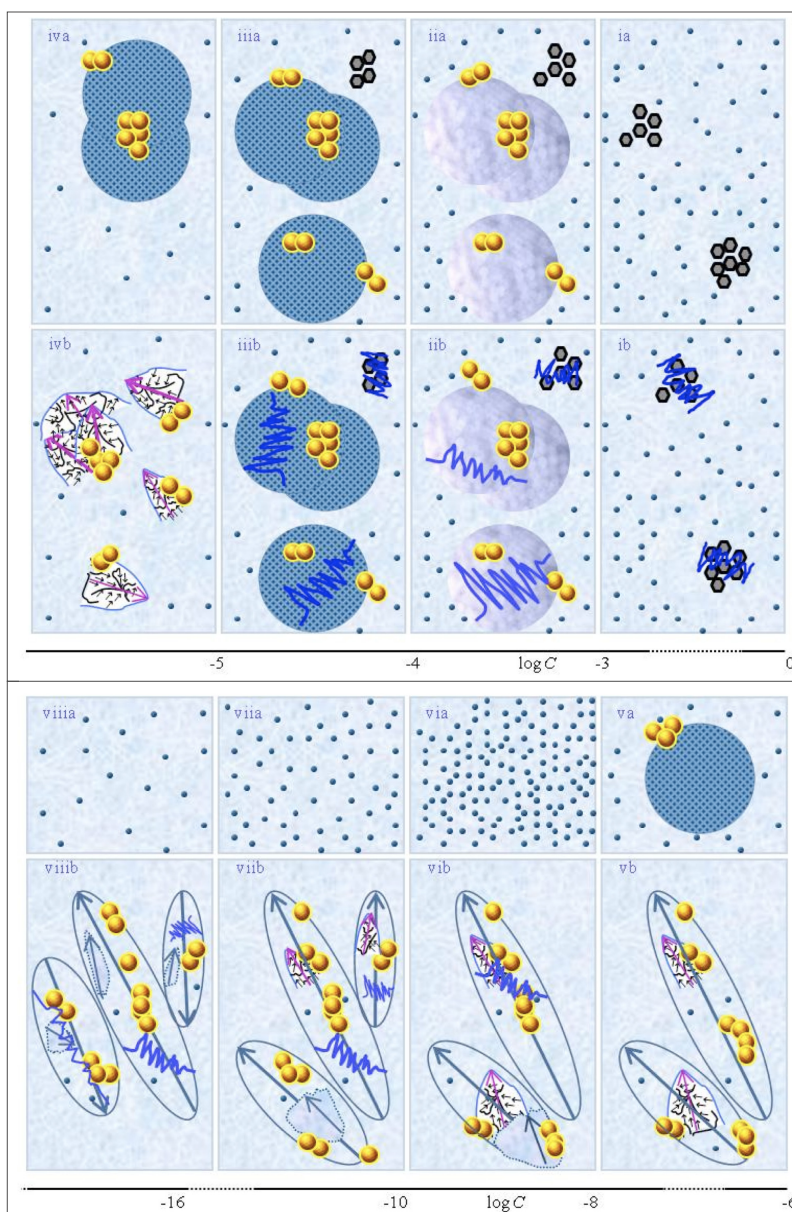 iva iiia iia ia
ivb iiib iib ib
-5 -4 log C -3 0
viiia viia via va
viiib viib vib vb
-16 -10 log C -8 -6